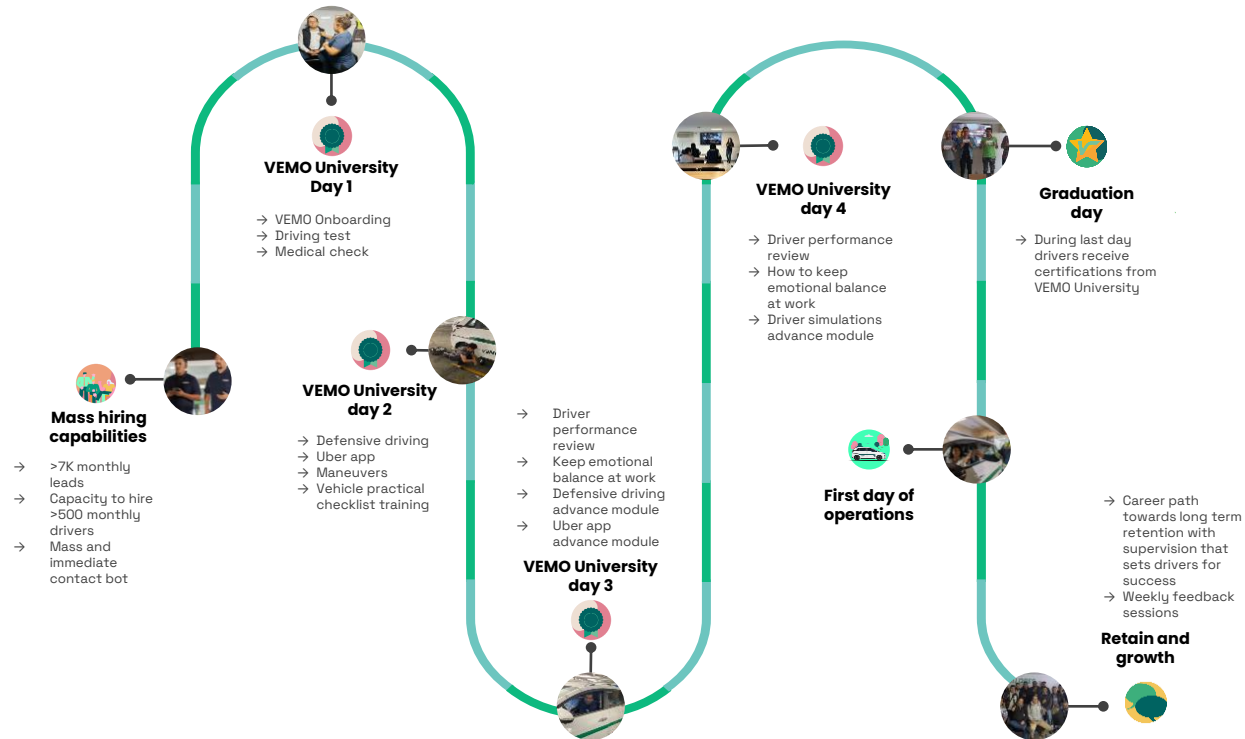 Mass hiring
capabilities
→ >7K monthly
leads
→ Capacity to hire
>500 monthly
drivers
→ Mass and
immediate
contact bot
VEMO University
Day 1
→ VEMO Onboarding
→ Driving test
→ Medical check
VEMO University
day 2
→ Defensive driving
→ Uber app
→ Maneuvers
→ Vehicle practical
checklist training
→ Driver
performance
review
→ Keep emotional
balance at work
→ Defensive driving
advance module
→ Uber app
advance module
VEMO University
day 3
VEMO University
day 4
→ Driver performance
review
→ How to keep
emotional balance
at work
→ Driver simulations
advance module
Graduation
day
→ During last day
drivers receive
certifications from
VEMO University
First day of
operations
→ Career path
towards long term
retention with
supervision that
sets drivers for
success
→ Weekly feedback
sessions
Retain and
growth